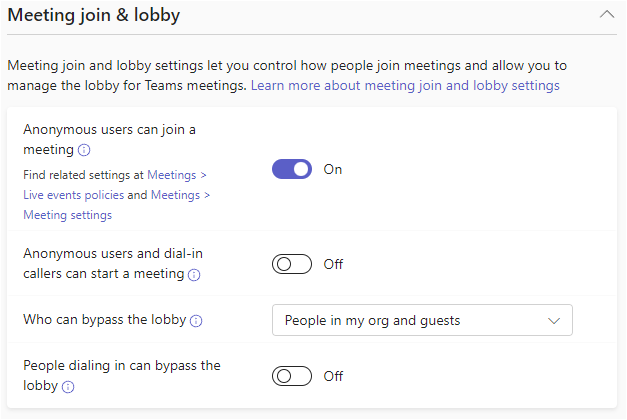 Meeting join & lobby
Meeting join and lobby settings let you control how people join meetings and allow you to
manage the lobby for Teams meetings. Learn more about meeting join and lobby settings
Anonymous users can join a
meeting
Find related settings at Meetings >
Live events policies and Meetings >
Meeting settings
On
Anonymous users and dial-in
callers can start a meeting
Off
Who can bypass the lobby
People in my org and guests
People dialing in can bypass the
lobby
Off